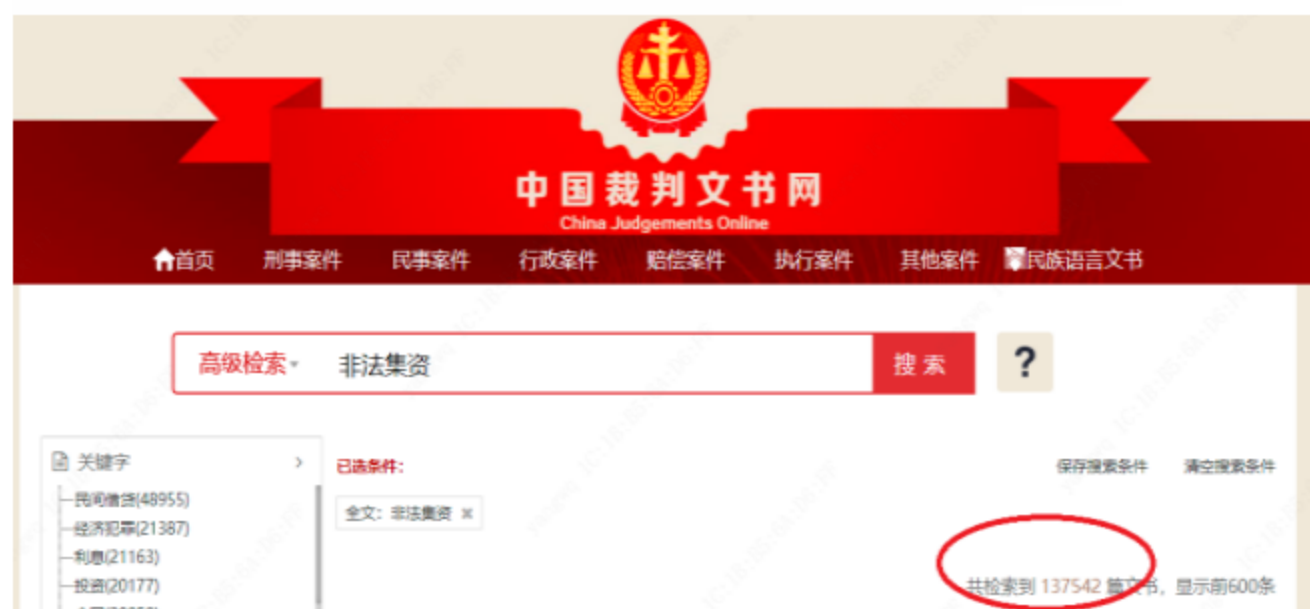 中国裁判文书网
China Judgements Online
首页 刑事案件 民事案件 行政案件 赔偿案件 执行案件 其他案件 民族语言文书
高级检索 非法集资 搜索 ?
关键字 > 已选条件: 保存搜索条件 清空搜索条件
民间借贷(48955)
全文: 非法集资 ×
经济犯罪(21387)
利息(21163)
投资(20177)
共检索到 137542 篇文书，显示前600条